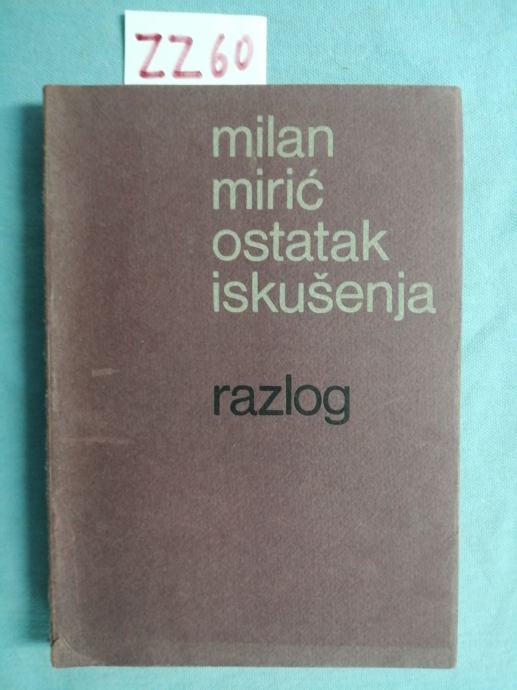 ZZ60
milan
mirić
ostatak
iskušenja
razlog